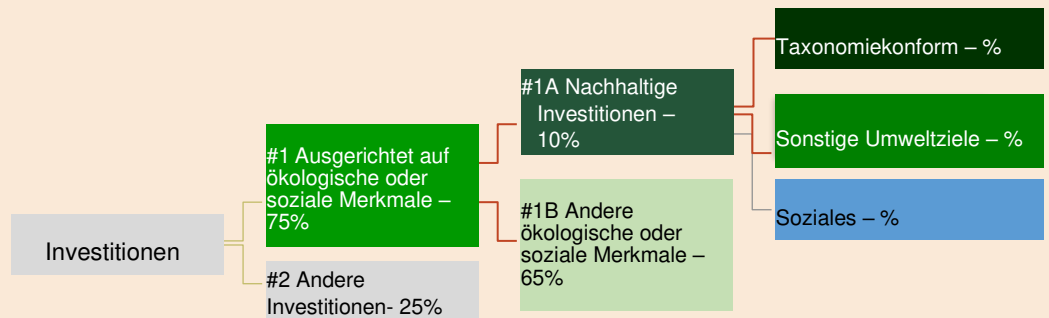 Investitionen
#1 Ausgerichtet auf
ökologische oder
soziale Merkmale –
75%
#2 Andere
Investitionen- 25%
#1A Nachhaltige
Investitionen –
10%
#1B Andere
ökologische oder
soziale Merkmale –
65%
Taxonomiekonform – %
Sonstige Umweltziele – %
Soziales – %